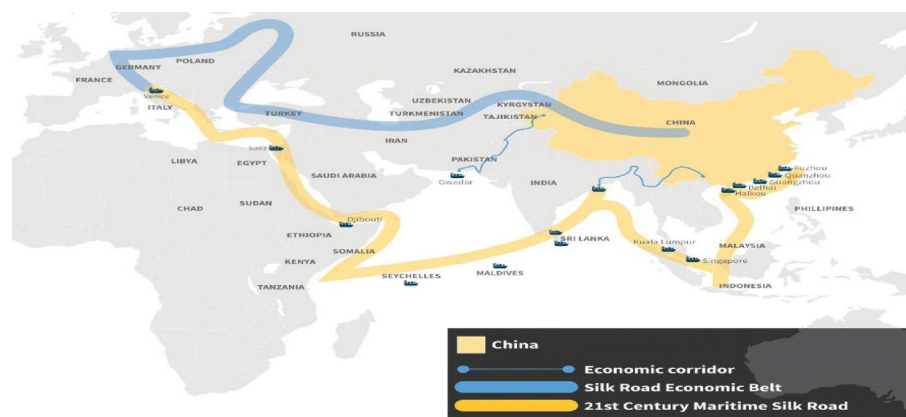 RUSSIA
POLAND
GERMANY
FRANCE
KAZAKHSTAN
MONGOLIA
Venice
ITALY
UZBEKISTAN
KYRGYSTAN
TURKEY
TURKMENISTAN
TAJIKISTAN
CHINA
IRAN
Suez
LIBYA
EGYPT
PAKISTAN
SAUDI ARABIA
Gwadar
INDIA
Fuzhou
Quanzhou
Guangzhou
Beihai
Haikou
CHAD
SUDAN
PHILLIPINES
Djibouti
ETHIOPIA
SOMALIA
SRI LANKA
Kuala Lumpur
MALAYSIA
KENYA
Singapore
MALDIVES
SEYCHELLES
TANZANIA
INDONESIA
China
Economic corridor
Silk Road Economic Belt
21st Century Maritime Silk Road